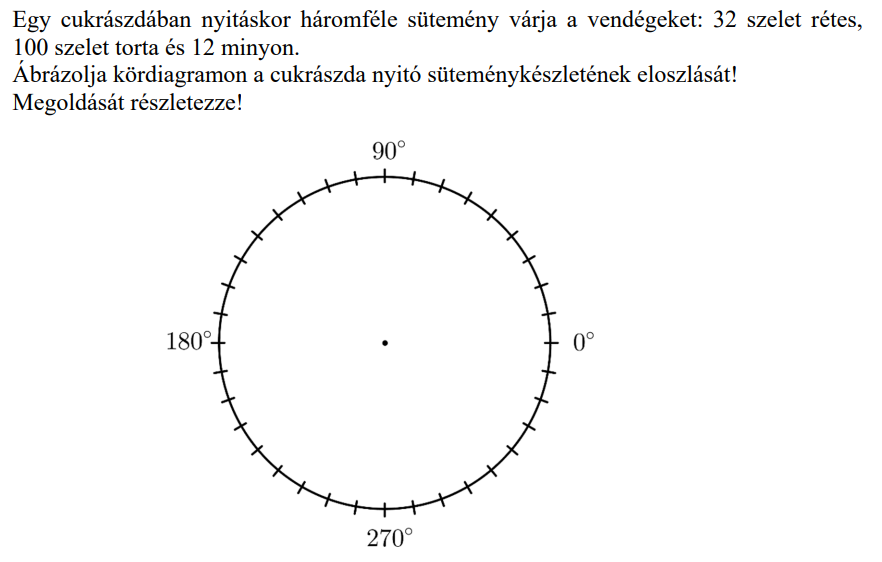 Egy cukrászdában nyitáskor háromféle sütemény várja a vendégeket: 32 szelet rétes,
100 szelet torta és 12 minyon.
Ábrázolja kördiagramon a cukrászda nyitó süteménykészletének eloszlását!
Megoldását részletezze!
90°
180°
0°
270°